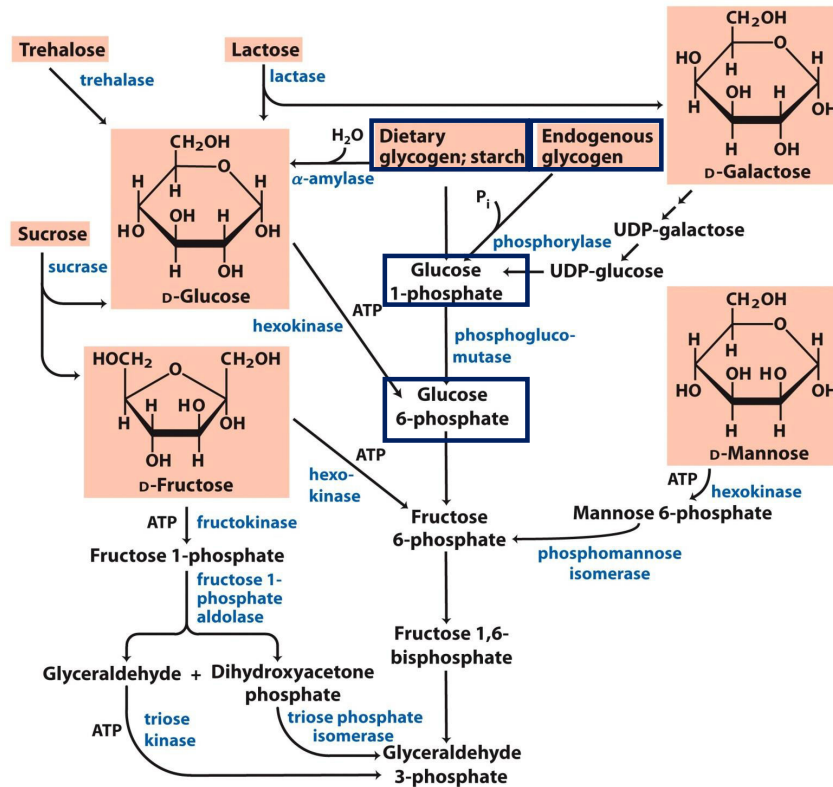 Trehalose
trehalase
Lactose
lactase
CH₂OH
O
HO
H
H
OH
H
H
H
OH
OH
D-Galactose
H₂O
Dietary
glycogen; starch
Endogenous
glycogen
α-amylase
CH₂OH
O
H
H
H
OH
H
HO
OH
H
OH
D-Glucose
Sucrose
sucrase
Pᵢ
phosphorylase
UDP-galactose
UDP-glucose
Glucose
1-phosphate
ATP
hexokinase
phosphogluco-
mutase
Glucose
6-phosphate
CH₂OH
O
H
H
H
OH
HO
HO
OH
H
H
D-Mannose
ATP
hexokinase
Mannose 6-phosphate
phosphomannose
isomerase
HOCH₂
O
CH₂OH
H
H
HO
OH
OH
H
D-Fructose
ATP
hexo-
kinase
Fructose
6-phosphate
ATP
fructokinase
Fructose 1-phosphate
fructose 1-
phosphate
aldolase
Fructose 1,6-
bisphosphate
Glyceraldehyde + Dihydroxyacetone
phosphate
ATP
triose
kinase
triose phosphate
isomerase
Glyceraldehyde
3-phosphate